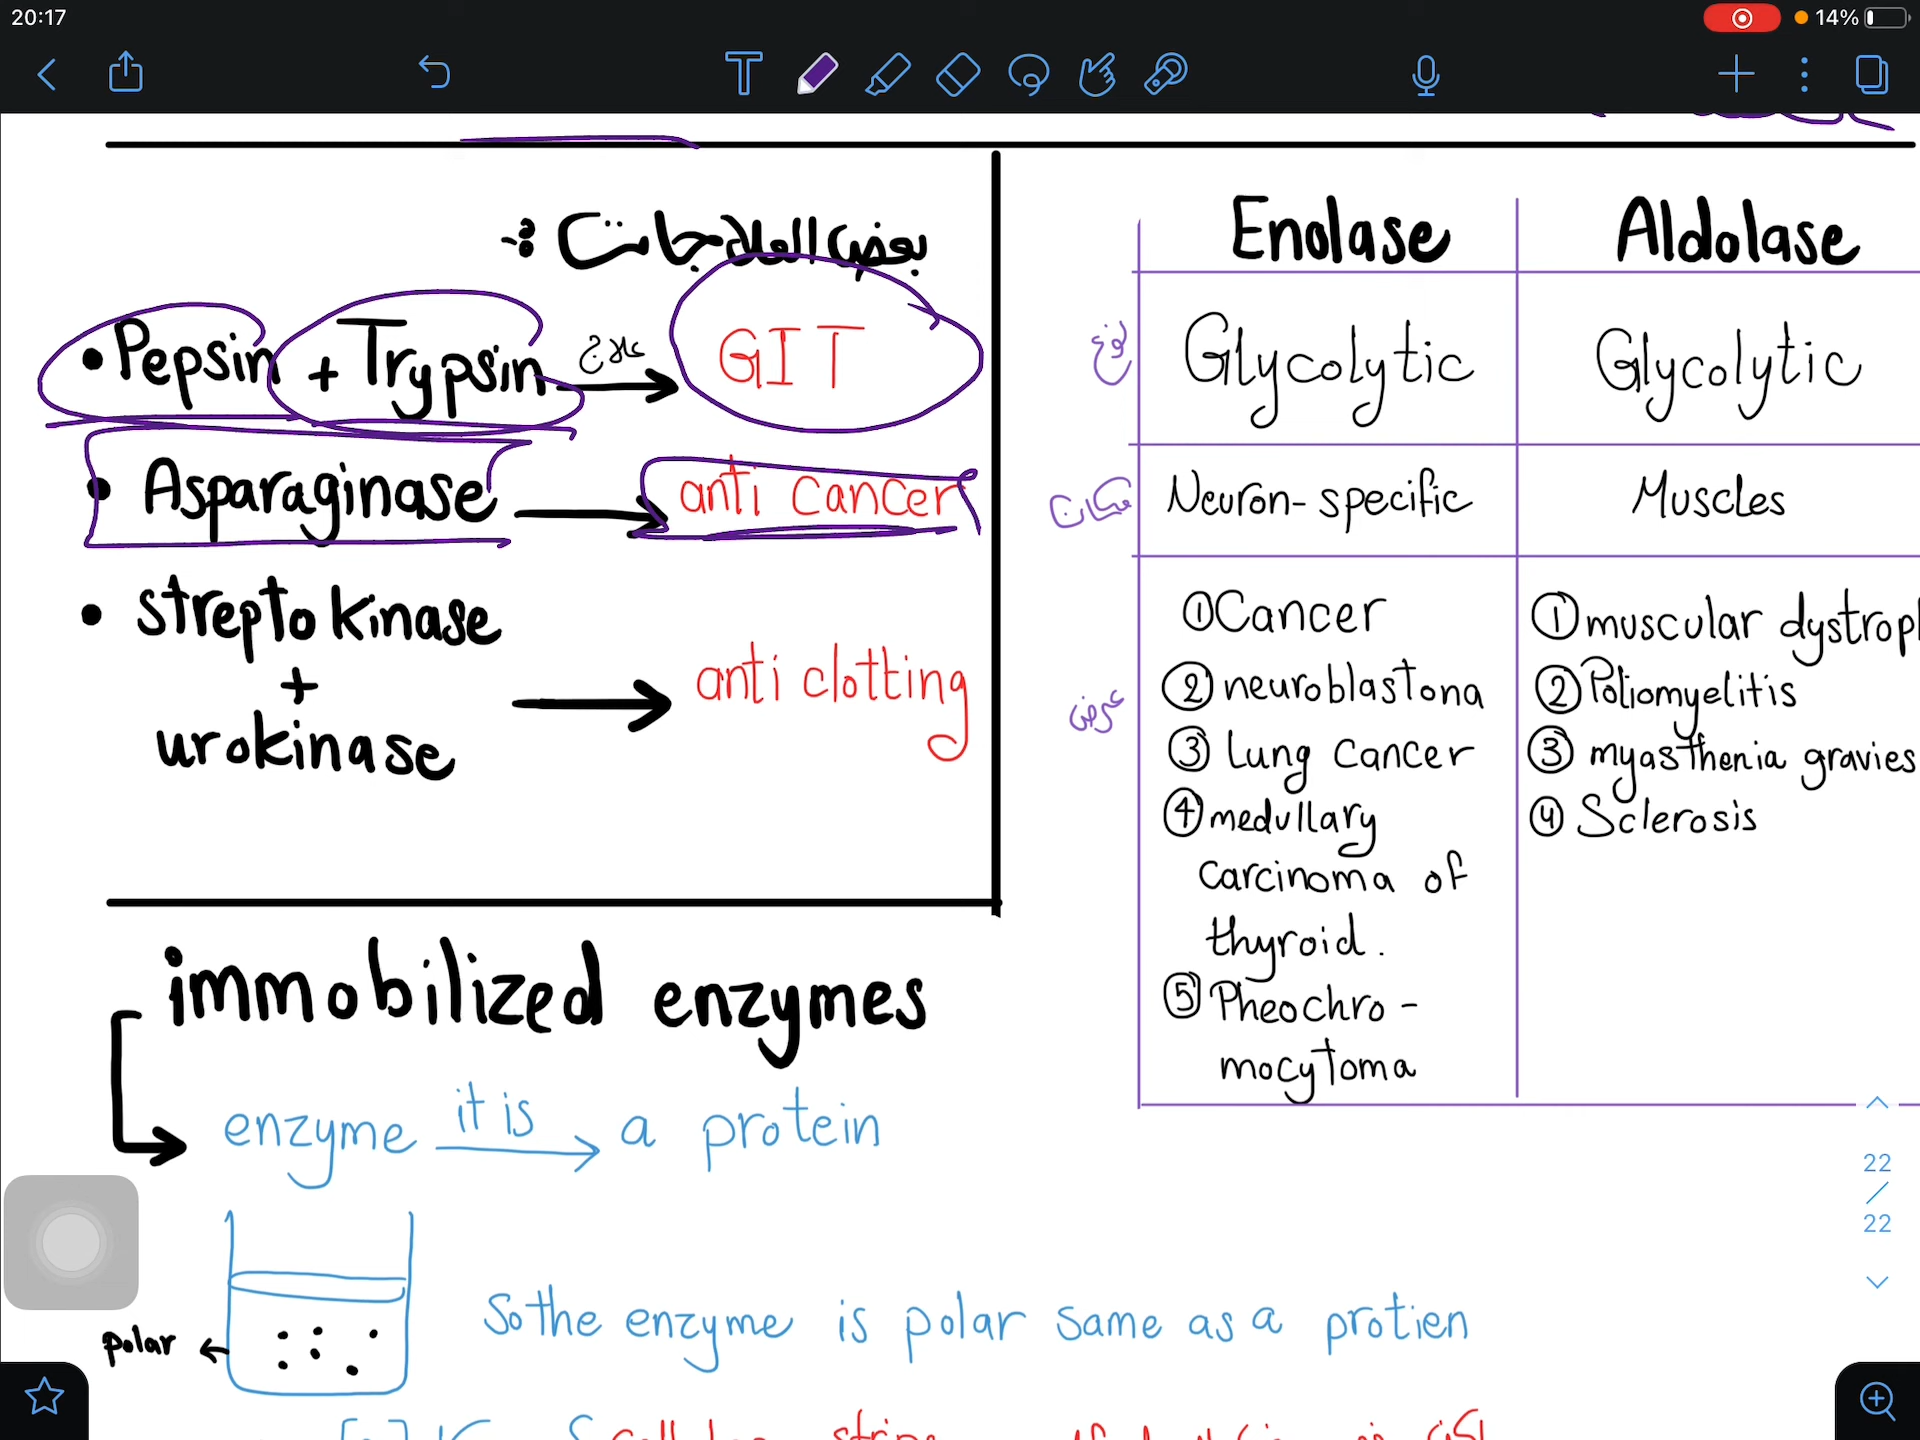 20:17
14%
بعض العلاجات :-
• Pepsin + Trypsin علاج GIT
• Asparaginase anti cancer
• strepto kinase
+
urokinase
anti clotting
Enolase Aldolase
نوع Glycolytic Glycolytic
مكان Neuron-specific Muscles
مرض
① Cancer
② neuroblastona
③ Lung Cancer
④ medullary
carcinoma of
thyroid.
⑤ Pheochro-
mocytoma
① muscular dystrop
② Poliomyelitis
③ myasthenia gravies
④ Sclerosis
immobilized enzymes
enzyme it is a protein
polar
So the enzyme is polar same as a protien
22
/
22